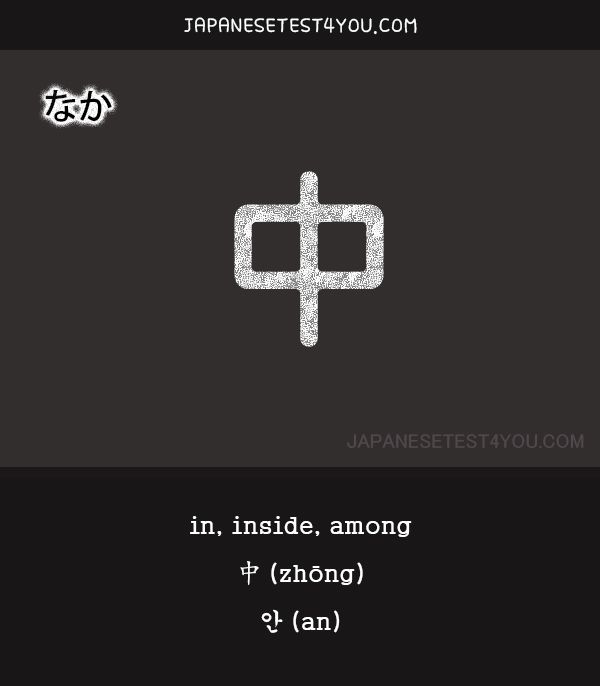 JAPANESETEST4YOU.COM
なか
中
JAPANESETEST4YOU.COM
in, inside, among
中 (zhōng)
안 (an)